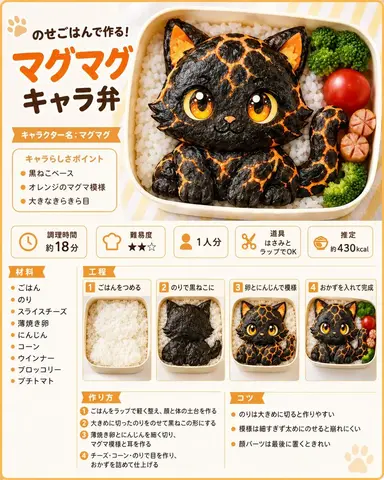 のせごはんで作る!
マグマグ
キャラ弁
キャラクター名:マグマグ
キャラらしさポイント
黒ねこベース
オレンジのマグマ模様
大きなきらきら目
調理時間
約18分
難易度
★★☆
1人分
道具
はさみと
ラップでOK
推定
約430kcal
材料
ごはん
のり
スライスチーズ
薄焼き卵
にんじん
コーン
ウインナー
ブロッコリー
プチトマト
工程
1 ごはんをつめる
2 のりで黒ねこに
3 卵とにんじんで模様
4 おかずを入れて完成
作り方
1 ごはんをラップで軽く整え、顔と体の土台を作る
2 大きめに切ったのりをのせて黒ねこの形にする
3 薄焼き卵とにんじんを細く切り、
マグマ模様と耳を作る
4 チーズ・コーン・のりで目を作り、
おかずを詰めて仕上げる
コツ
のりは大きめに切ると作りやすい
模様は細すぎず太めにのせると崩れにくい
顔パーツは最後に置くときれい